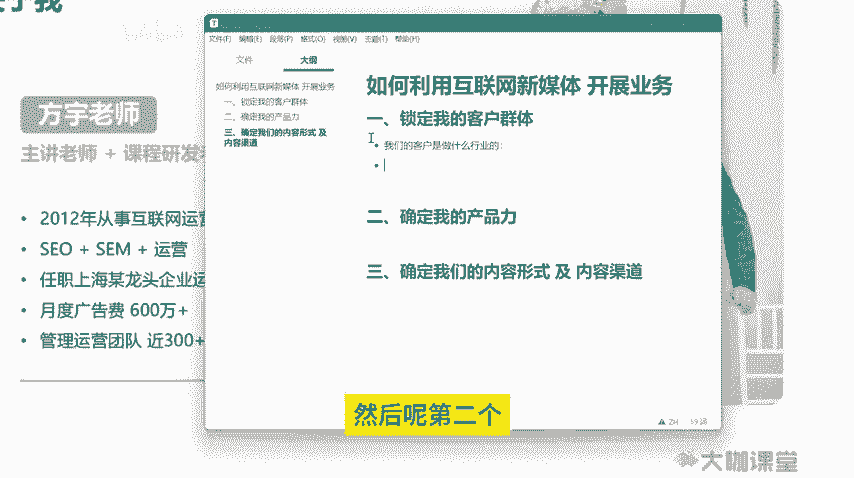 方宇老师
主讲老师 + 课程研发
• 2012年从事互联网运营
• SEO + SEM + 运营
• 任职上海某龙头企业运
• 月度广告费 600万+
• 管理运营团队 近300+
T
文件(F) 编辑(E) 段落(P) 格式(O) 视图(V) 主题(T) 帮助(H)
文件 大纲
如何利用互联网新媒体 开展业务
一、锁定我的客户群体
二、确定我的产品力
三、确定我们的内容形式 及
内容渠道
如何利用互联网新媒体 开展业务
一、锁定我的客户群体
• 我们的客户是做什么行业的：
•
二、确定我的产品力
三、确定我们的内容形式 及 内容渠道
ZH 59 词
然后呢第二个
大咖课堂